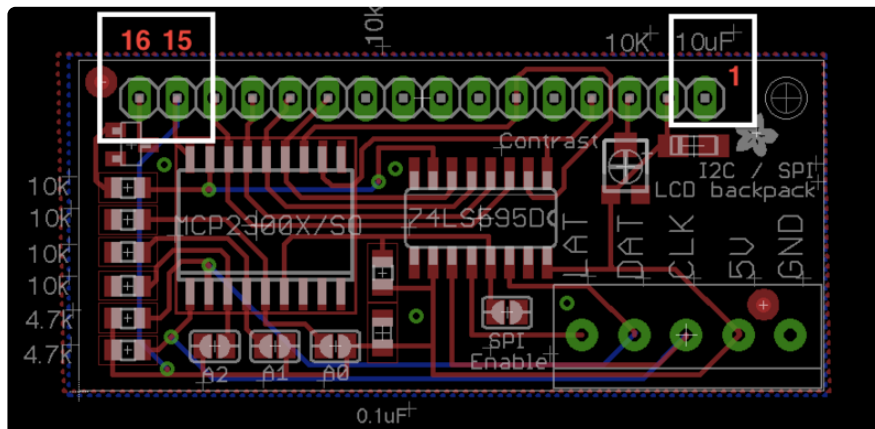 16 15
10k
10K 10uF
1
Contrast
I2C / SPI
LCD backpack
10k
10k
10k
10k
4.7k
4.7k
MCP2300X/SO
74LS595D
LAT
DAT
CLK
5V
GND
SPI
Enable
A2 A1 A0
0.1uF